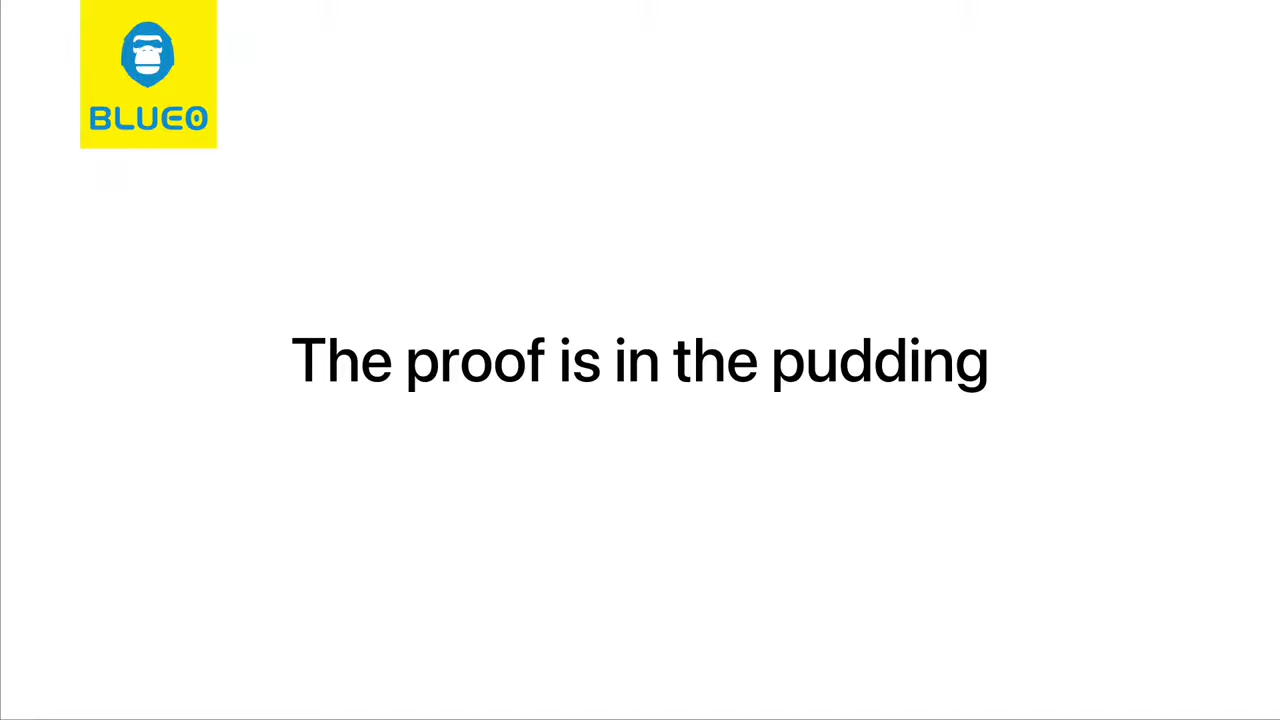 BLUEO
The proof is in the pudding